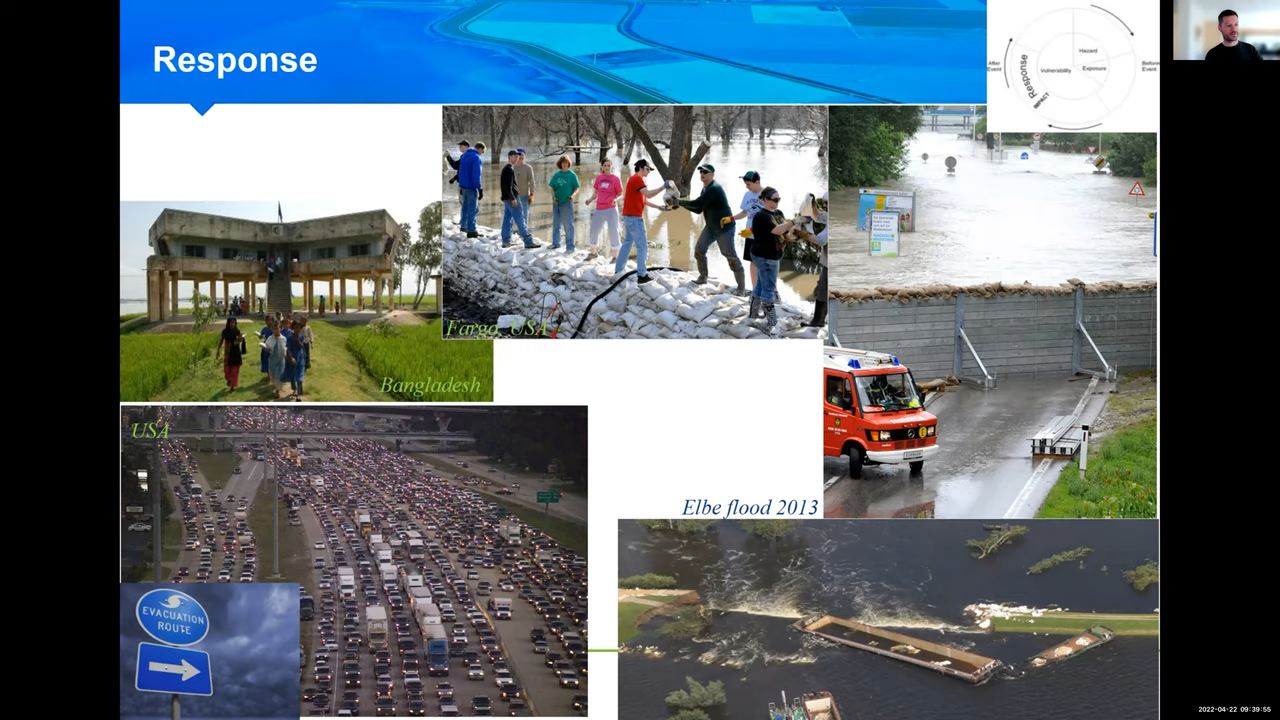 Response
Hazard
Vulnerability
Exposure
Response
IMPACT
After
Event
Before
Event
Fargo, USA
Bangladesh
USA
EVACUATION
ROUTE
Elbe flood 2013
2022-04-22 09:39:55